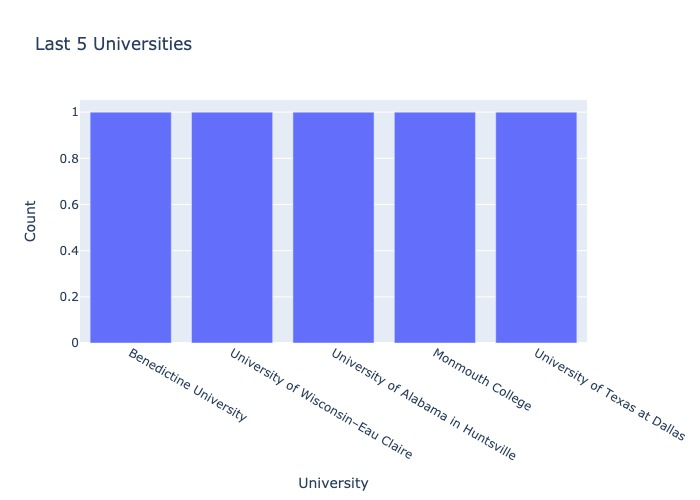 Last 5 Universities
Count
1
0.8
0.6
0.4
0.2
0
Benedictine University
University of Wisconsin–Eau Claire
University of Alabama in Huntsville
Monmouth College
University of Texas at Dallas
University